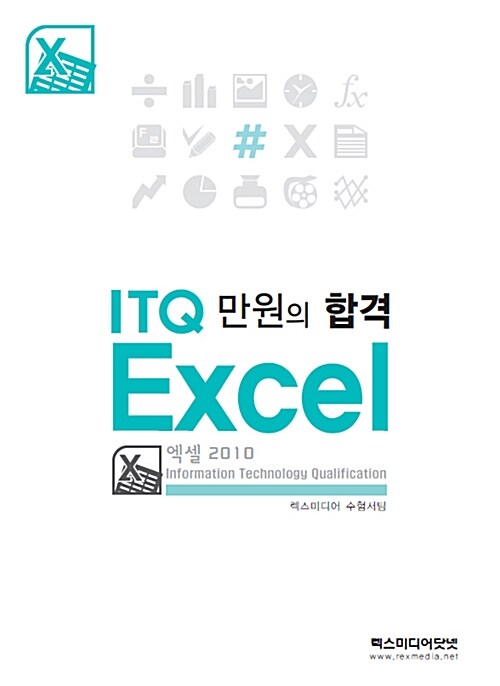 fx
#
ITQ 만원의 합격
Excel
엑셀 2010
Information Technology Qualification
렉스미디어 수험서팀
렉스미디어닷넷
www.rexmedia.net